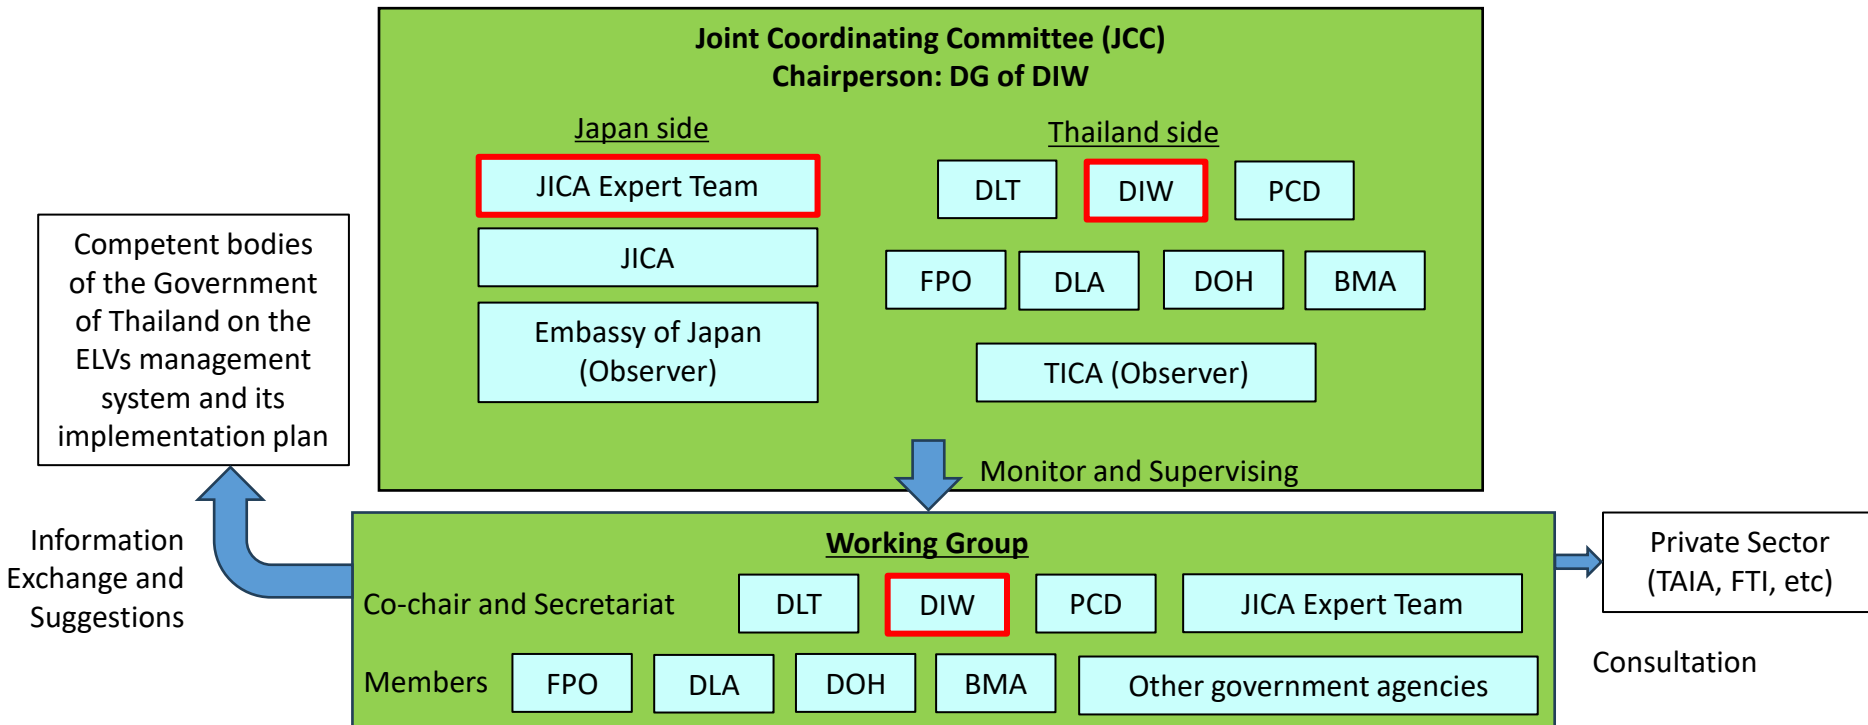 Joint Coordinating Committee (JCC)
Chairperson: DG of DIW
Japan side
JICA Expert Team
JICA
Embassy of Japan
(Observer)
Thailand side
DLT
DIW
PCD
FPO
DLA
DOH
BMA
TICA (Observer)
Monitor and Supervising
Competent bodies
of the Government
of Thailand on the
ELVs management
system and its
implementation plan
Information
Exchange and
Suggestions
Working Group
Co-chair and Secretariat
DLT
DIW
PCD
JICA Expert Team
Members
FPO
DLA
DOH
BMA
Other government agencies
Private Sector
(TAIA, FTI, etc)
Consultation